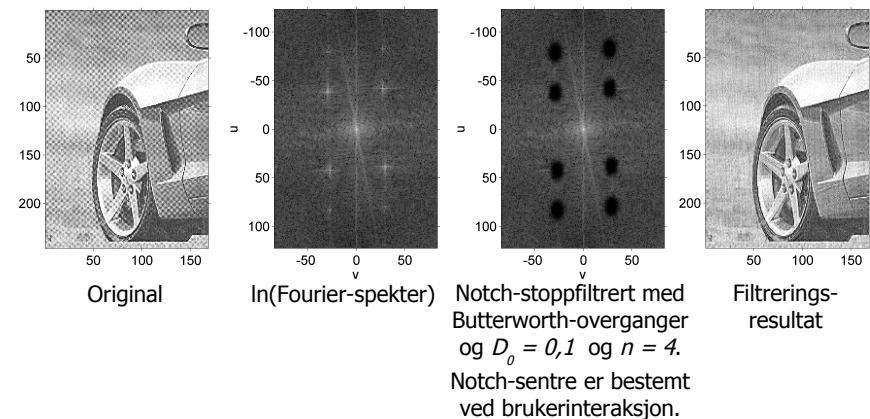 50
100
150
200
50 100 150
Original
-100
-50
0
50
100
u
-50 0 50
v
ln(Fourier-spekter)
-100
-50
0
50
100
u
-50 0 50
v
Notch-stoppfiltrert med
Butterworth-overganger
og D₀ = 0,1 og n = 4.
Notch-sentre er bestemt
ved brukerinteraksjon.
50
100
150
200
50 100 150
Filtrerings-
resultat